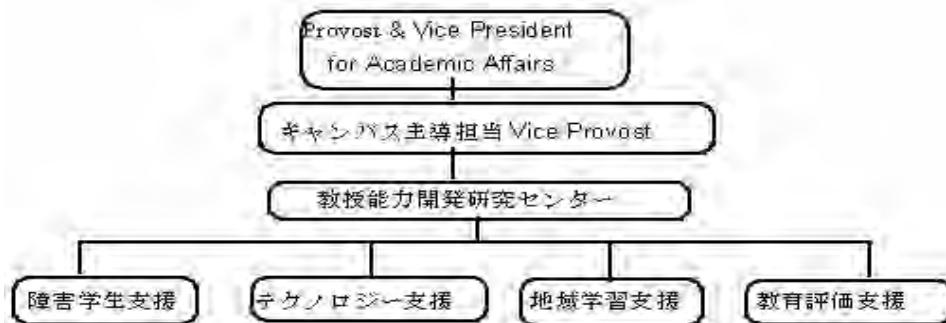 Provost & Vice President
for Academic Affairs
キャンパス主導担当 Vice Provost
教授能力開発研究センター
障害学生支援
テクノロジー支援
地域学習支援
教育評価支援